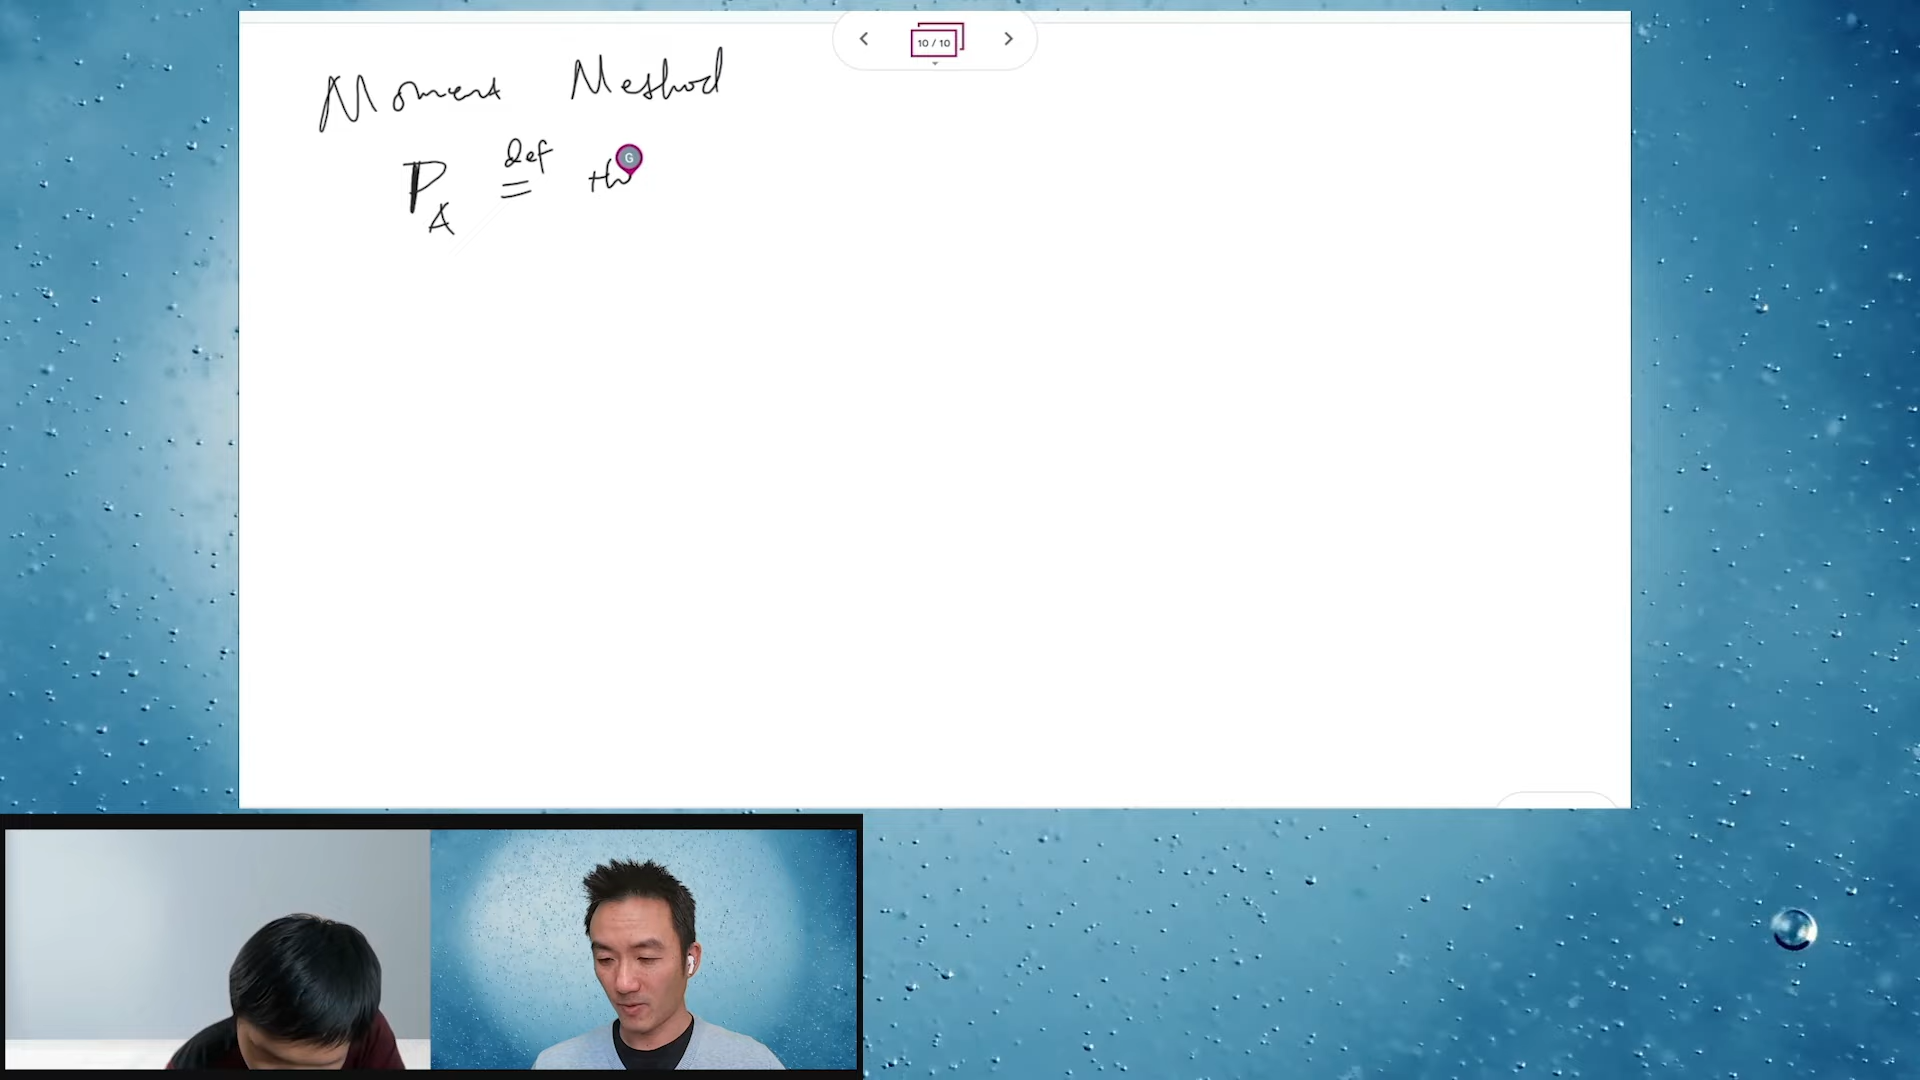 10 / 10
Moment Method
def
P_A = th
G